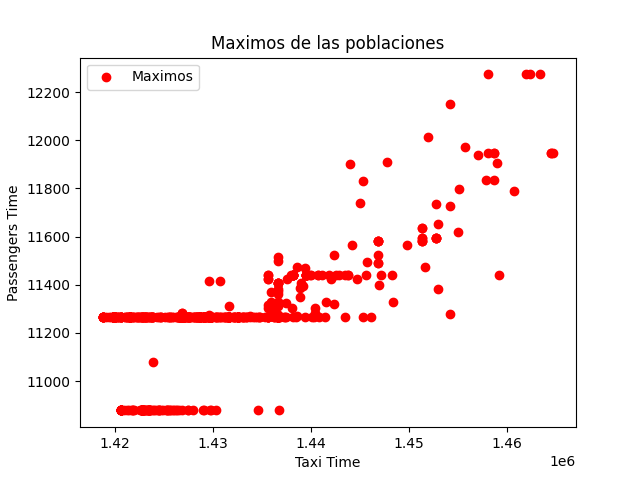 Maximos de las poblaciones
Maximos
12200
12000
11800
11600
11400
11200
11000
Passengers Time
1.42 1.43 1.44 1.45 1.46
1e6
Taxi Time